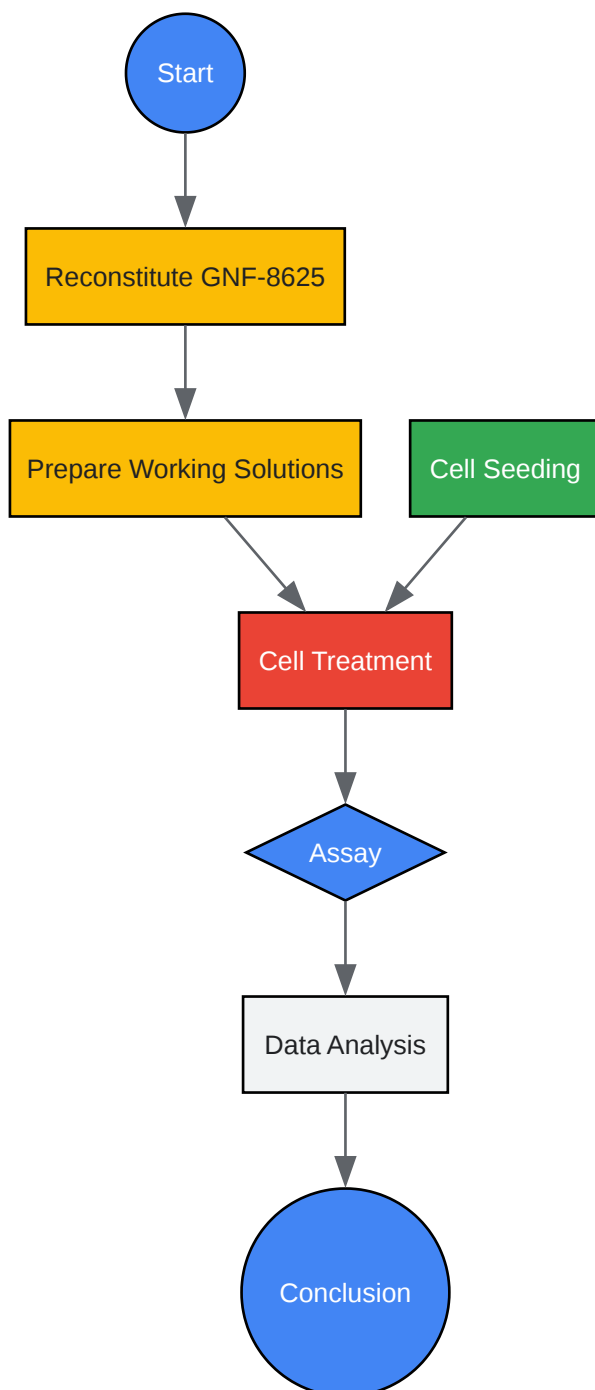 Start
Reconstitute GNF-8625
Prepare Working Solutions
Cell Seeding
Cell Treatment
Assay
Data Analysis
Conclusion